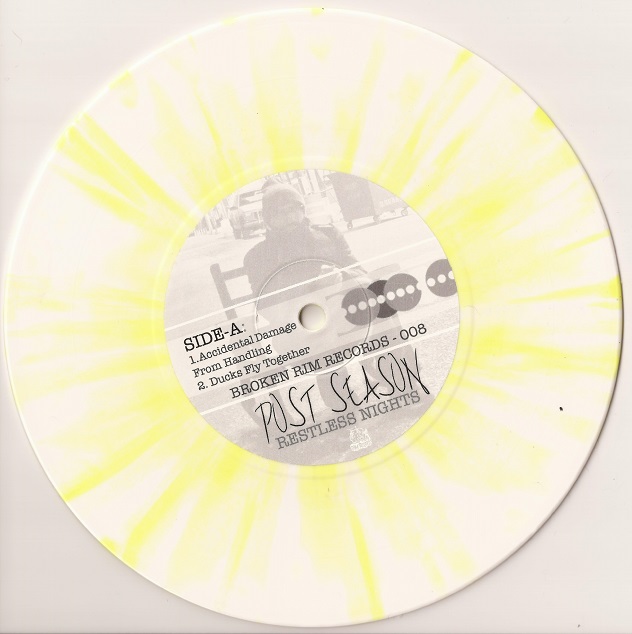 SIDE-A:
1. Accidental Damage
From Handling
2. Ducks Fly Together
BROKEN RIM RECORDS - 008
POST SEASON
RESTLESS NIGHTS